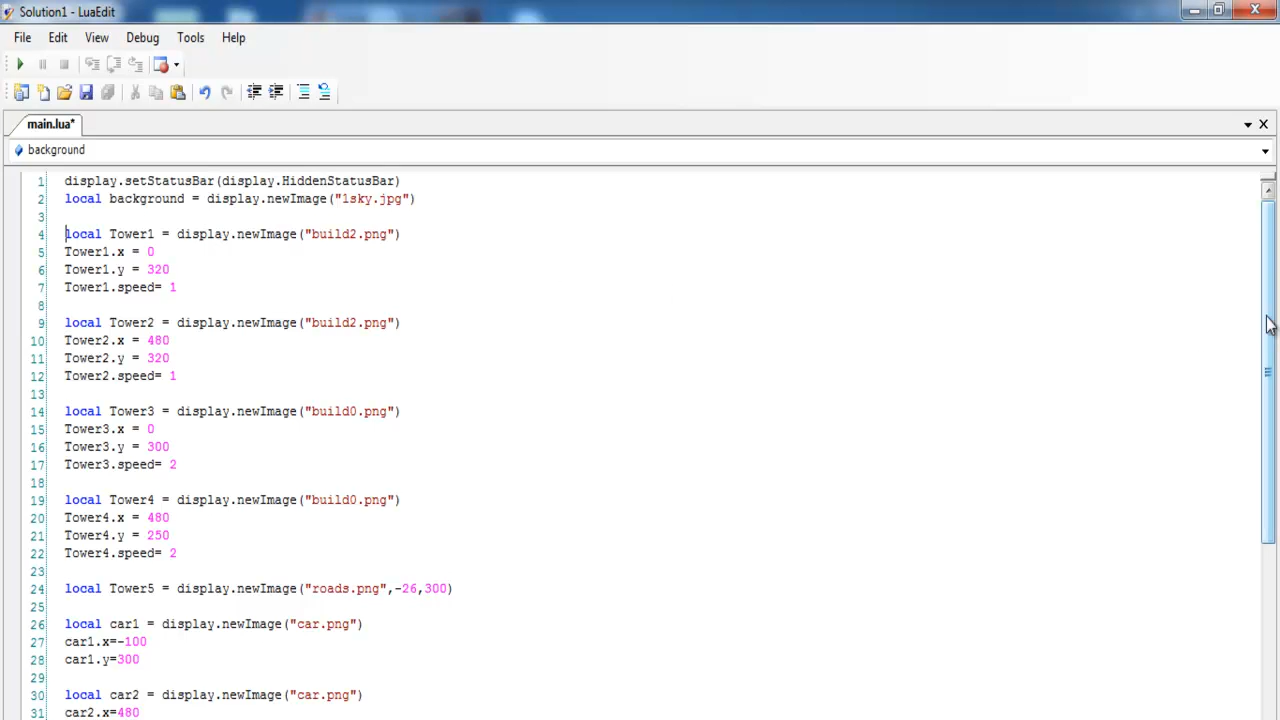 Solution1 - LuaEdit
File Edit View Debug Tools Help
main.lua*
background
1 display.setStatusBar(display.HiddenStatusBar)
2 local background = display.newImage("1sky.jpg")
3
4 local Tower1 = display.newImage("build2.png")
5 Tower1.x = 0
6 Tower1.y = 320
7 Tower1.speed= 1
8
9 local Tower2 = display.newImage("build2.png")
10 Tower2.x = 480
11 Tower2.y = 320
12 Tower2.speed= 1
13
14 local Tower3 = display.newImage("build0.png")
15 Tower3.x = 0
16 Tower3.y = 300
17 Tower3.speed= 2
18
19 local Tower4 = display.newImage("build0.png")
20 Tower4.x = 480
21 Tower4.y = 250
22 Tower4.speed= 2
23
24 local Tower5 = display.newImage("roads.png",-26,300)
25
26 local car1 = display.newImage("car.png")
27 car1.x=-100
28 car1.y=300
29
30 local car2 = display.newImage("car.png")
31 car2.x=480